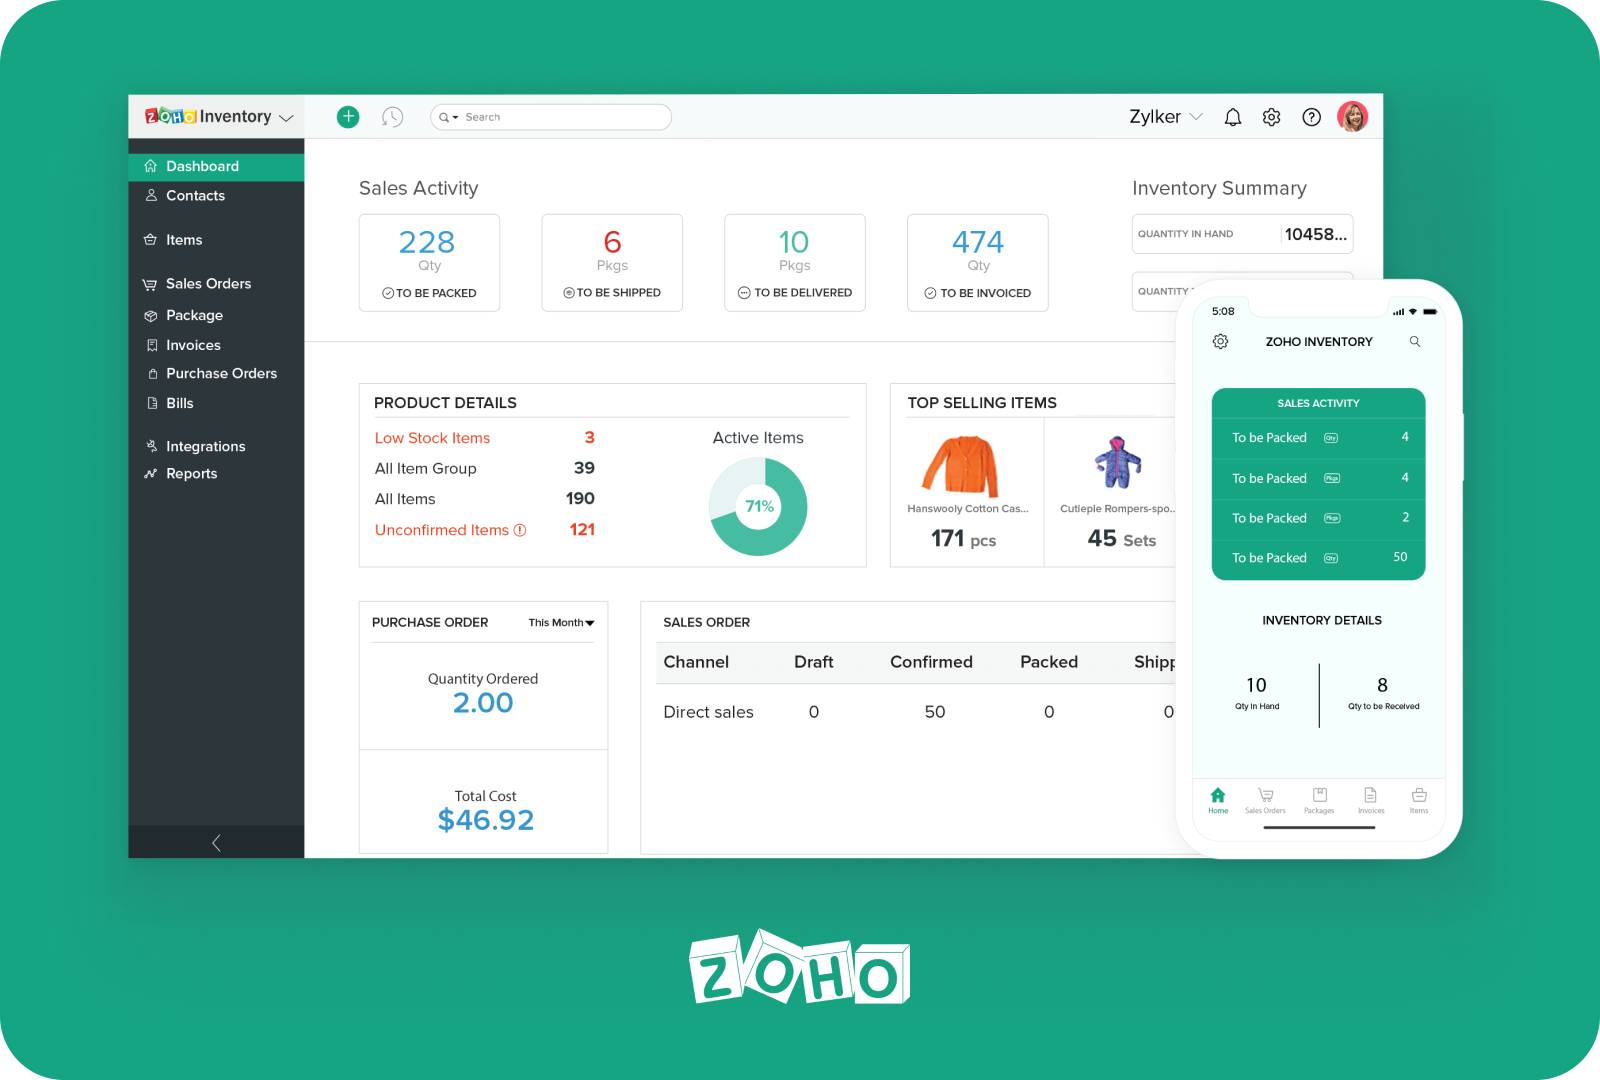 ZOHO Inventory
Search
Zylker
Dashboard
Contacts
Items
Sales Orders
Package
Invoices
Purchase Orders
Bills
Integrations
Reports
Sales Activity
228
Qty
TO BE PACKED
6
Pkgs
TO BE SHIPPED
10
Pkgs
TO BE DELIVERED
474
Qty
TO BE INVOICED
Inventory Summary
QUANTITY IN HAND 10458...
QUANTITY
PRODUCT DETAILS
Low Stock Items 3
All Item Group 39
All Items 190
Unconfirmed Items 121
Active Items
71%
TOP SELLING ITEMS
Hanswooly Cotton Cas...
171 pcs
Cutiepie Rompers-spo..
45 Sets
PURCHASE ORDER This Month
Quantity Ordered
2.00
Total Cost
$46.92
SALES ORDER
Channel Draft Confirmed Packed Shipp
Direct sales 0 50 0 0
5:08
ZOHO INVENTORY
SALES ACTIVITY
To be Packed Qty 4
To be Packed Pkgs 4
To be Packed Pkgs 2
To be Packed Qty 50
INVENTORY DETAILS
10
Qty in Hand
8
Qty to be Received
Home
Sales Orders
Packages
Invoices
Items
ZOHO